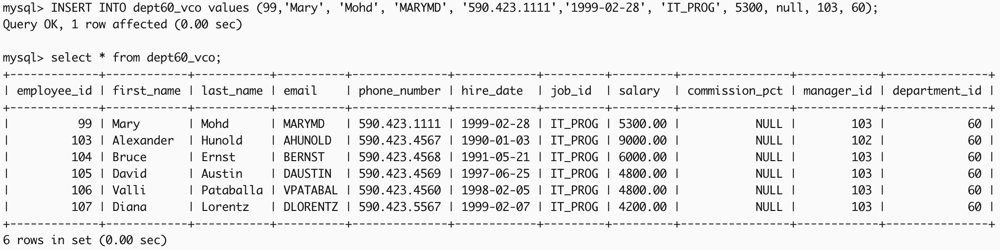 mysql> INSERT INTO dept60_vco values (99,'Mary', 'Mohd', 'MARYMD', '590.423.1111','1999-02-28', 'IT_PROG', 5300, null, 103, 60);
Query OK, 1 row affected (0.00 sec)

mysql> select * from dept60_vco;
+-------------+------------+-----------+----------+--------------+------------+---------+---------+----------------+------------+---------------+
| employee_id | first_name | last_name | email    | phone_number | hire_date  | job_id  | salary  | commission_pct | manager_id | department_id |
+-------------+------------+-----------+----------+--------------+------------+---------+---------+----------------+------------+---------------+
|          99 | Mary       | Mohd      | MARYMD   | 590.423.1111 | 1999-02-28 | IT_PROG | 5300.00 |           NULL |        103 |            60 |
|         103 | Alexander  | Hunold    | AHUNOLD  | 590.423.4567 | 1990-01-03 | IT_PROG | 9000.00 |           NULL |        102 |            60 |
|         104 | Bruce      | Ernst     | BERNST   | 590.423.4568 | 1991-05-21 | IT_PROG | 6000.00 |           NULL |        103 |            60 |
|         105 | David      | Austin    | DAUSTIN  | 590.423.4569 | 1997-06-25 | IT_PROG | 4800.00 |           NULL |        103 |            60 |
|         106 | Valli      | Pataballa | VPATABAL | 590.423.4560 | 1998-02-05 | IT_PROG | 4800.00 |           NULL |        103 |            60 |
|         107 | Diana      | Lorentz   | DLORENTZ | 590.423.5567 | 1999-02-07 | IT_PROG | 4200.00 |           NULL |        103 |            60 |
+-------------+------------+-----------+----------+--------------+------------+---------+---------+----------------+------------+---------------+
6 rows in set (0.00 sec)